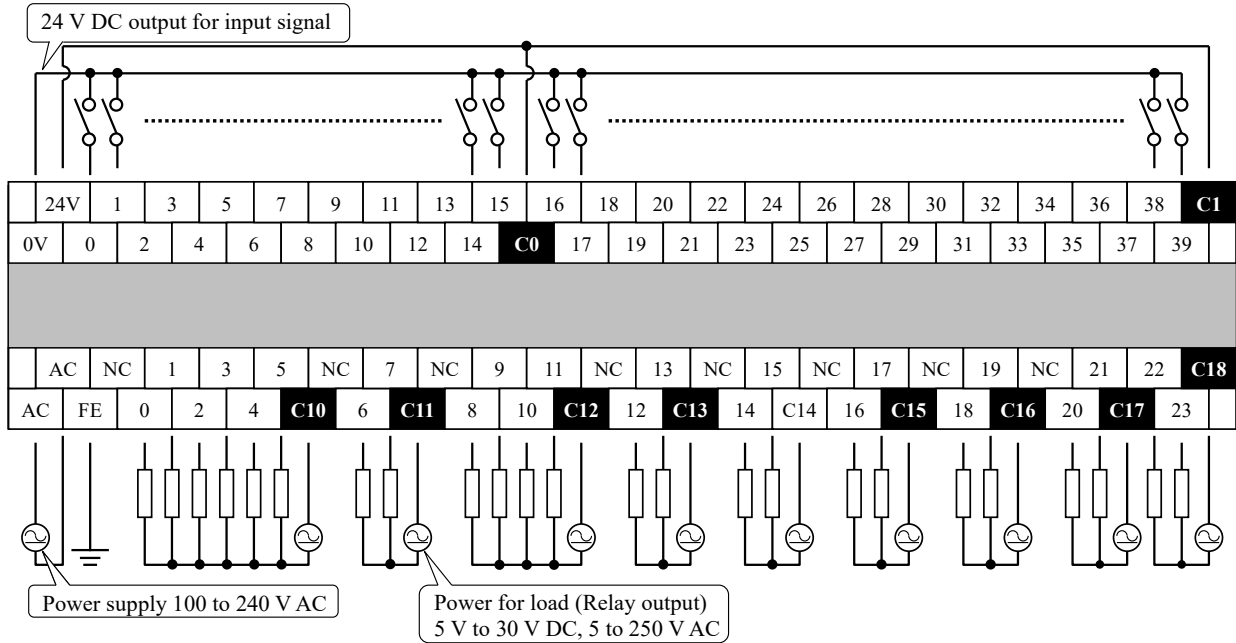 24 V DC output for input signal
24V 1 3 5 7 9 11 13 15 16 18 20 22 24 26 28 30 32 34 36 38 C1
0V 0 2 4 6 8 10 12 14 C0 17 19 21 23 25 27 29 31 33 35 37 39
AC NC 1 3 5 NC 7 NC 9 11 NC 13 NC 15 NC 17 NC 19 NC 21 22 C18
AC FE 0 2 4 C10 6 C11 8 10 C12 12 C13 14 C14 16 C15 18 C16 20 C17 23
Power supply 100 to 240 V AC
Power for load (Relay output)
5 V to 30 V DC, 5 to 250 V AC